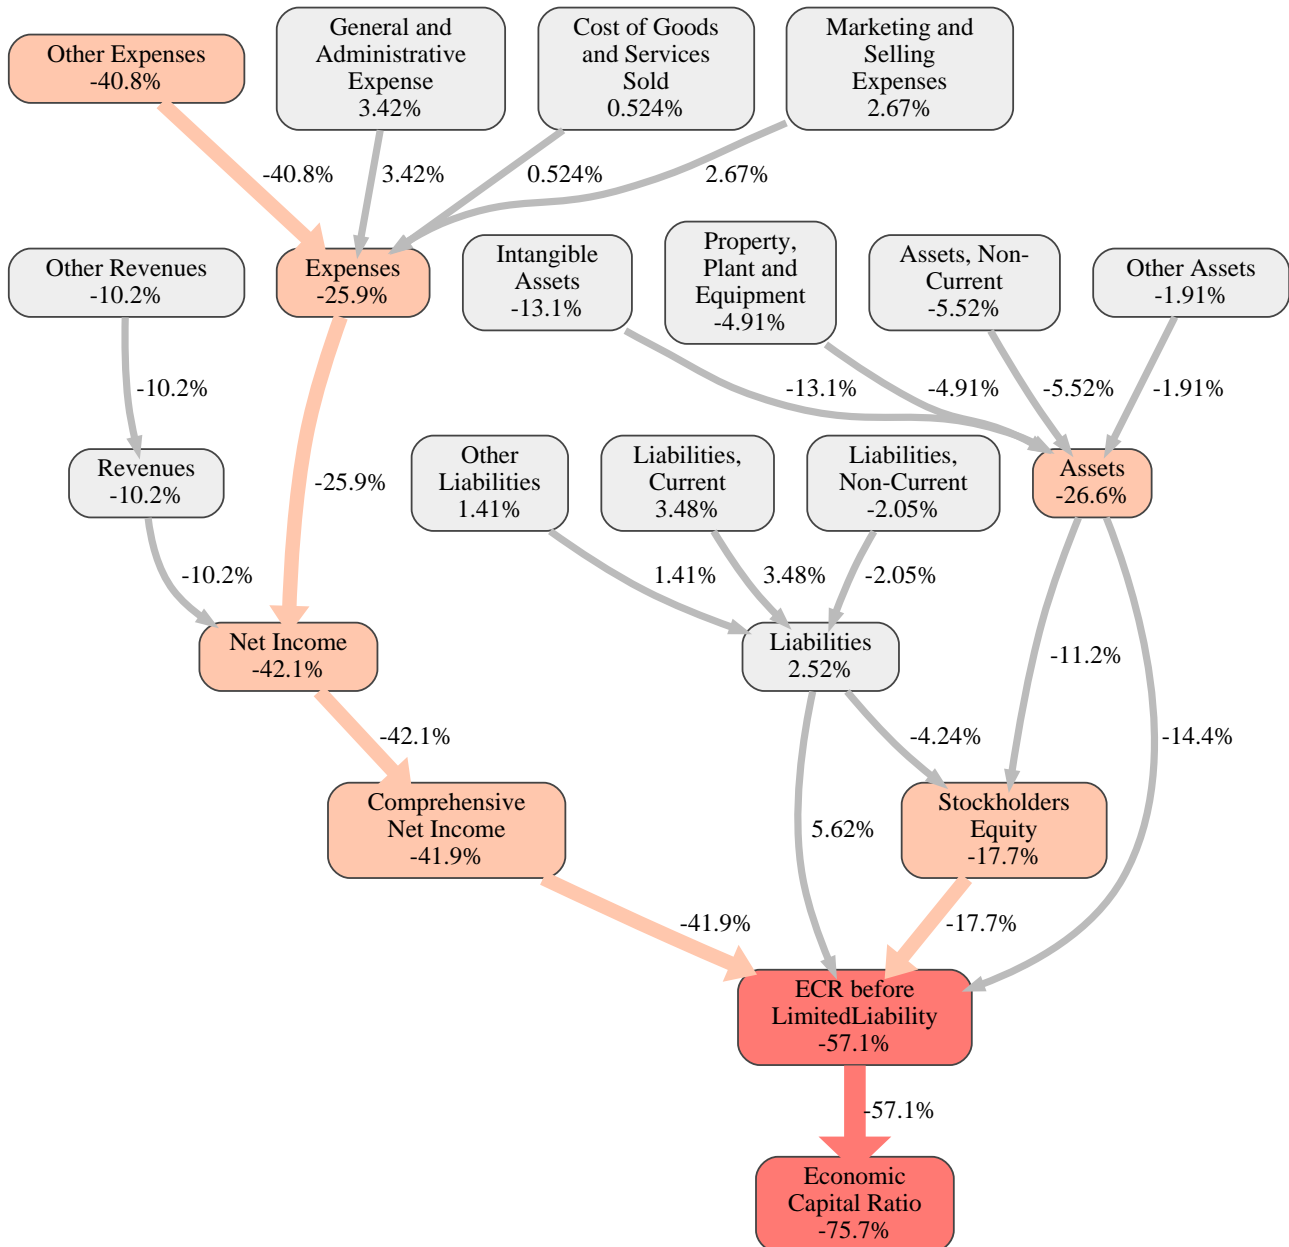 Other Expenses
-40.8%
General and
Administrative
Expense
3.42%
Cost of Goods
and Services
Sold
0.524%
Marketing and
Selling
Expenses
2.67%
-40.8%
3.42%
0.524%
2.67%
Other Revenues
-10.2%
Expenses
-25.9%
Intangible
Assets
-13.1%
Property,
Plant and
Equipment
-4.91%
Assets, Non-
Current
-5.52%
Other Assets
-1.91%
-10.2%
-25.9%
-13.1%
-4.91%
-5.52%
-1.91%
Revenues
-10.2%
Other
Liabilities
1.41%
Liabilities,
Current
3.48%
Liabilities,
Non-Current
-2.05%
Assets
-26.6%
-10.2%
1.41%
3.48%
-2.05%
Net Income
-42.1%
Liabilities
2.52%
-11.2%
-42.1%
-4.24%
-14.4%
Comprehensive
Net Income
-41.9%
5.62%
Stockholders
Equity
-17.7%
-41.9%
-17.7%
ECR before
LimitedLiability
-57.1%
-57.1%
Economic
Capital Ratio
-75.7%